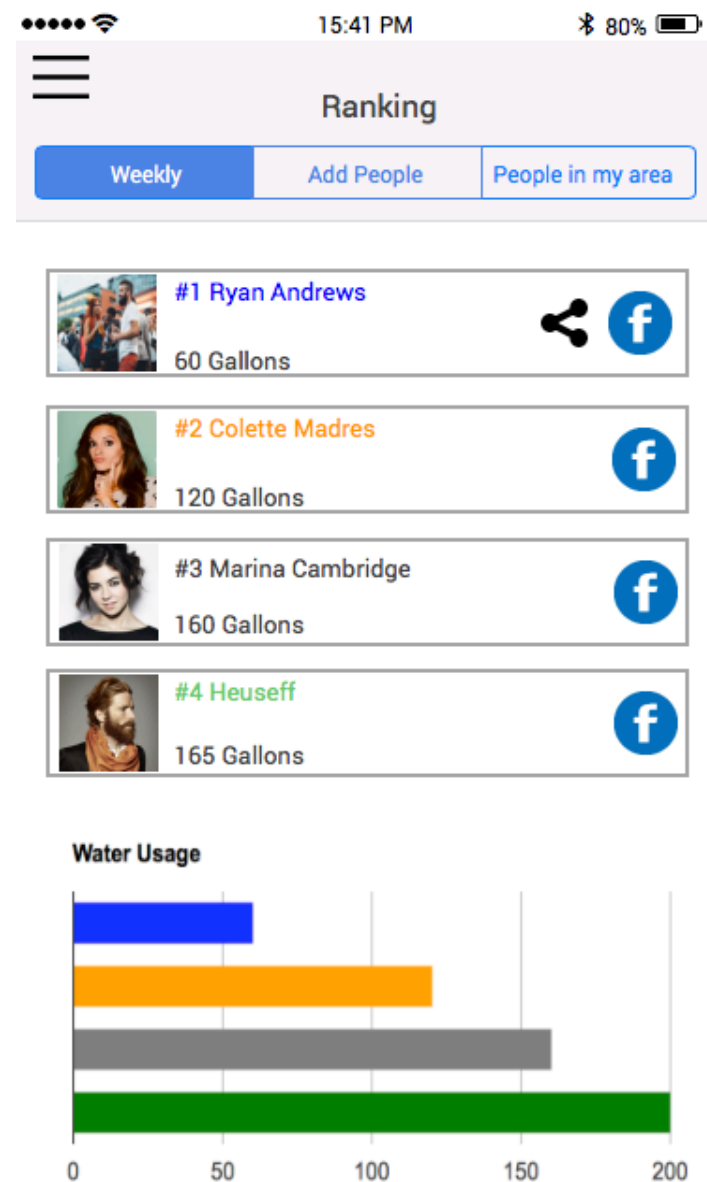 15:41 PM 80%
Ranking
Weekly Add People People in my area
#1 Ryan Andrews
60 Gallons
f
#2 Colette Madres
120 Gallons
f
#3 Marina Cambridge
160 Gallons
f
#4 Heuseff
165 Gallons
f
Water Usage
0 50 100 150 200